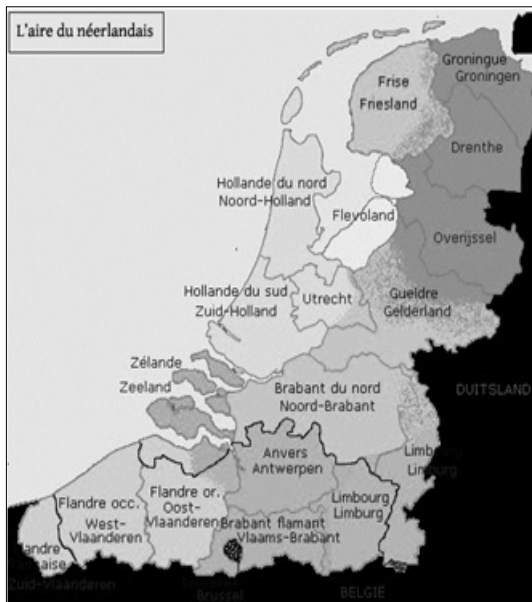 L'aire du néerlandais
Groningue
Groningen
Frise
Friesland
Drenthe
Hollande du nord
Noord-Holland
Flevoland
Overijssel
Hollande du sud
Zuid-Holland
Utrecht
Gueldre
Gelderland
Zélande
Zeeland
Brabant du nord
Noord-Brabant
DUITSLAND
Anvers
Antwerpen
Limbourg
Limburg
Flandre occ.
West-
Vlaanderen
Flandre or.
Oost-
Vlaanderen
Limbourg
Limburg
Brabant flamant
Vlaams-Brabant
Zuid-Vlaanderen
Brussel
BELGIË